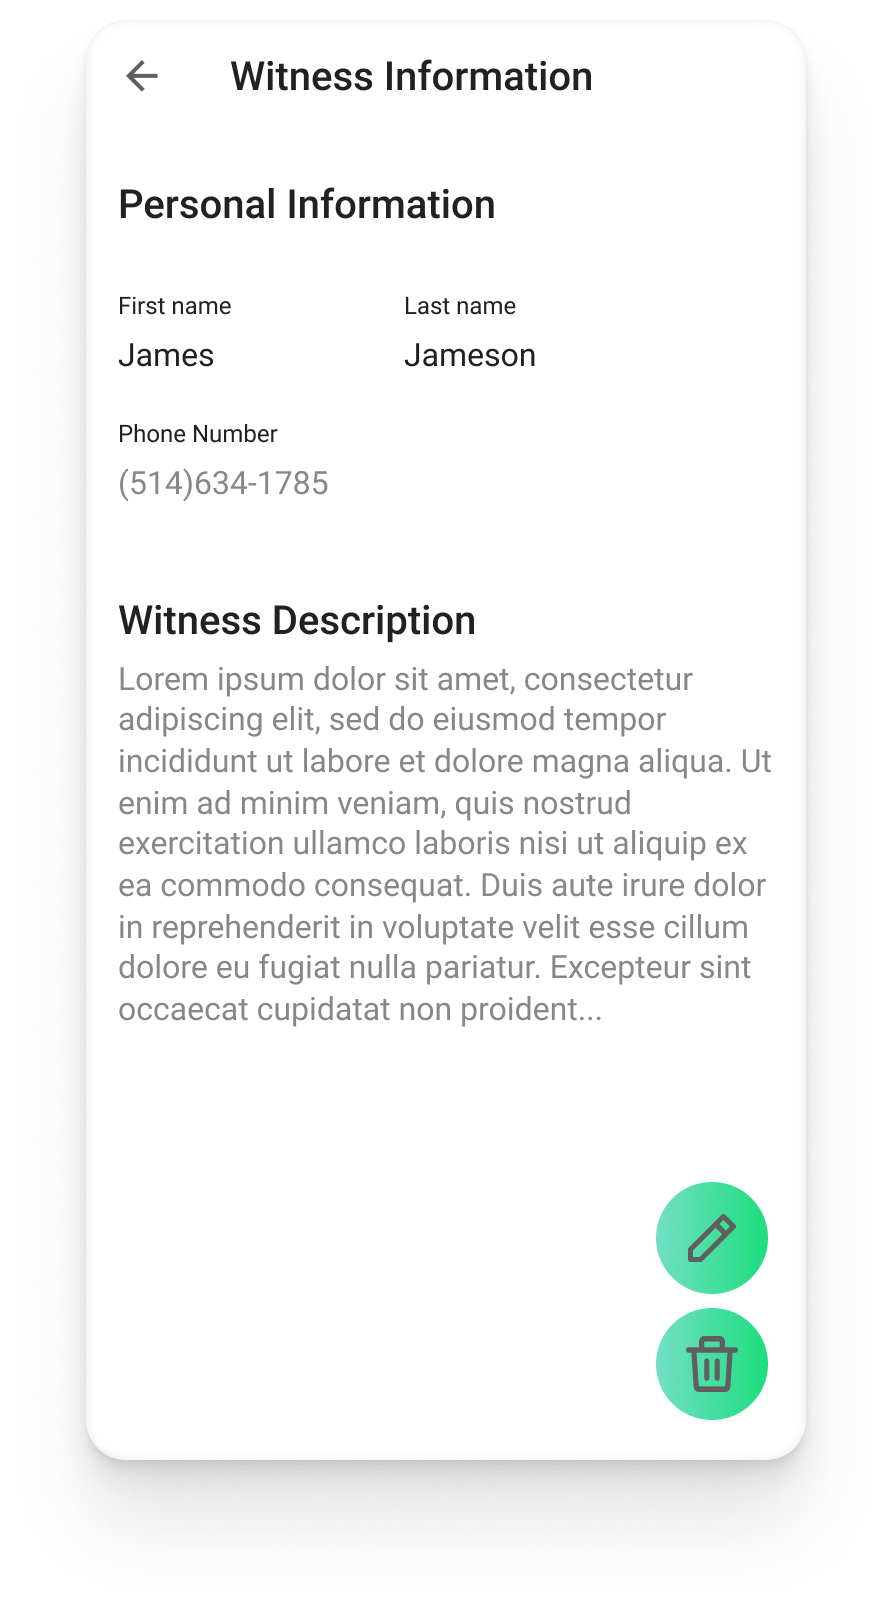 Witness Information
Personal Information
First name
Last name
James
Jameson
Phone Number
(514)634-1785
Witness Description
Lorem ipsum dolor sit amet, consectetur
adipiscing elit, sed do eiusmod tempor
incididunt ut labore et dolore magna aliqua. Ut
enim ad minim veniam, quis nostrud
exercitation ullamco laboris nisi ut aliquip ex
ea commodo consequat. Duis aute irure dolor
in reprehenderit in voluptate velit esse cillum
dolore eu fugiat nulla pariatur. Excepteur sint
occaecat cupidatat non proident...